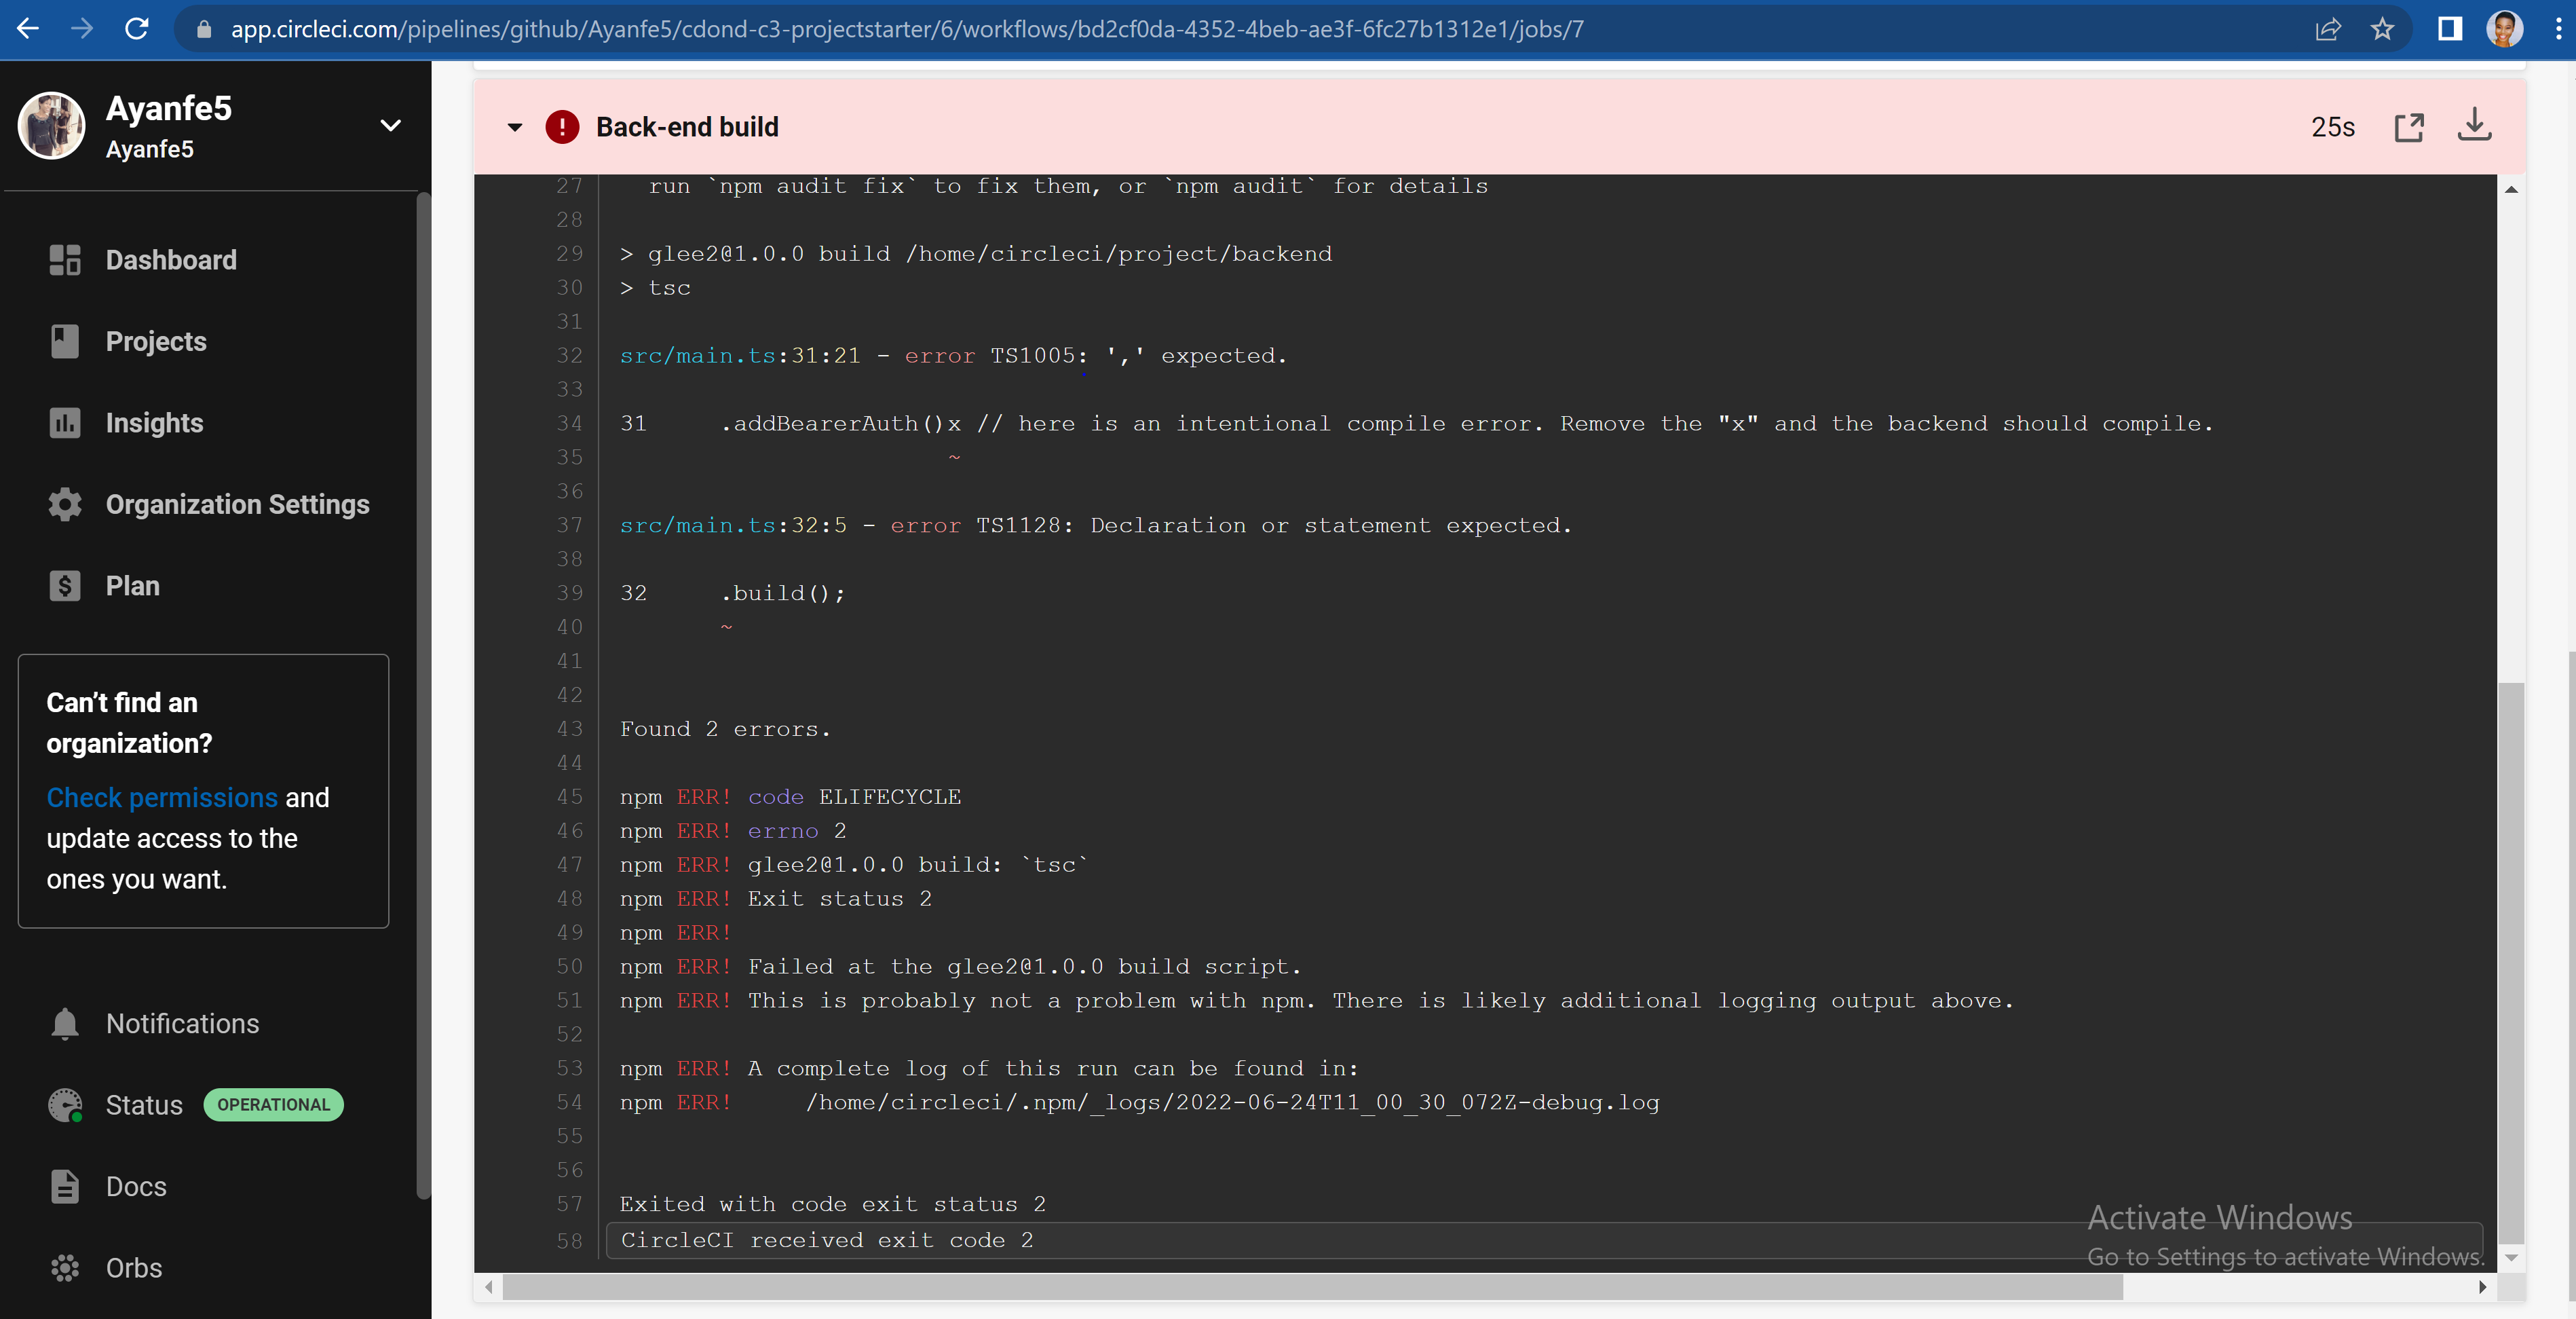 app.circleci.com/pipelines/github/Ayanfe5/cdond-c3-projectstarter/6/workflows/bd2cf0da-4352-4beb-ae3f-6fc27b1312e1/jobs/7
Ayanfe5
Ayanfe5
Dashboard
Projects
Insights
Organization Settings
Plan
Can’t find an
organization?
Check permissions and
update access to the
ones you want.
Notifications
Status OPERATIONAL
Docs
Orbs
Back-end build 25s
27 run `npm audit fix` to fix them, or `npm audit` for details
28
29 > glee2@1.0.0 build /home/circleci/project/backend
30 > tsc
31
32 src/main.ts:31:21 - error TS1005: ',' expected.
33
34 31 .addBearerAuth()x // here is an intentional compile error. Remove the "x" and the backend should compile.
35 ~
36
37 src/main.ts:32:5 - error TS1128: Declaration or statement expected.
38
39 32 .build();
40 ~
41
42
43 Found 2 errors.
44
45 npm ERR! code ELIFECYCLE
46 npm ERR! errno 2
47 npm ERR! glee2@1.0.0 build: `tsc`
48 npm ERR! Exit status 2
49 npm ERR!
50 npm ERR! Failed at the glee2@1.0.0 build script.
51 npm ERR! This is probably not a problem with npm. There is likely additional logging output above.
52
53 npm ERR! A complete log of this run can be found in:
54 npm ERR! /home/circleci/.npm/_logs/2022-06-24T11_00_30_072Z-debug.log
55
56
57 Exited with code exit status 2
58 CircleCI received exit code 2
Activate Windows
Go to Settings to activate Windows.